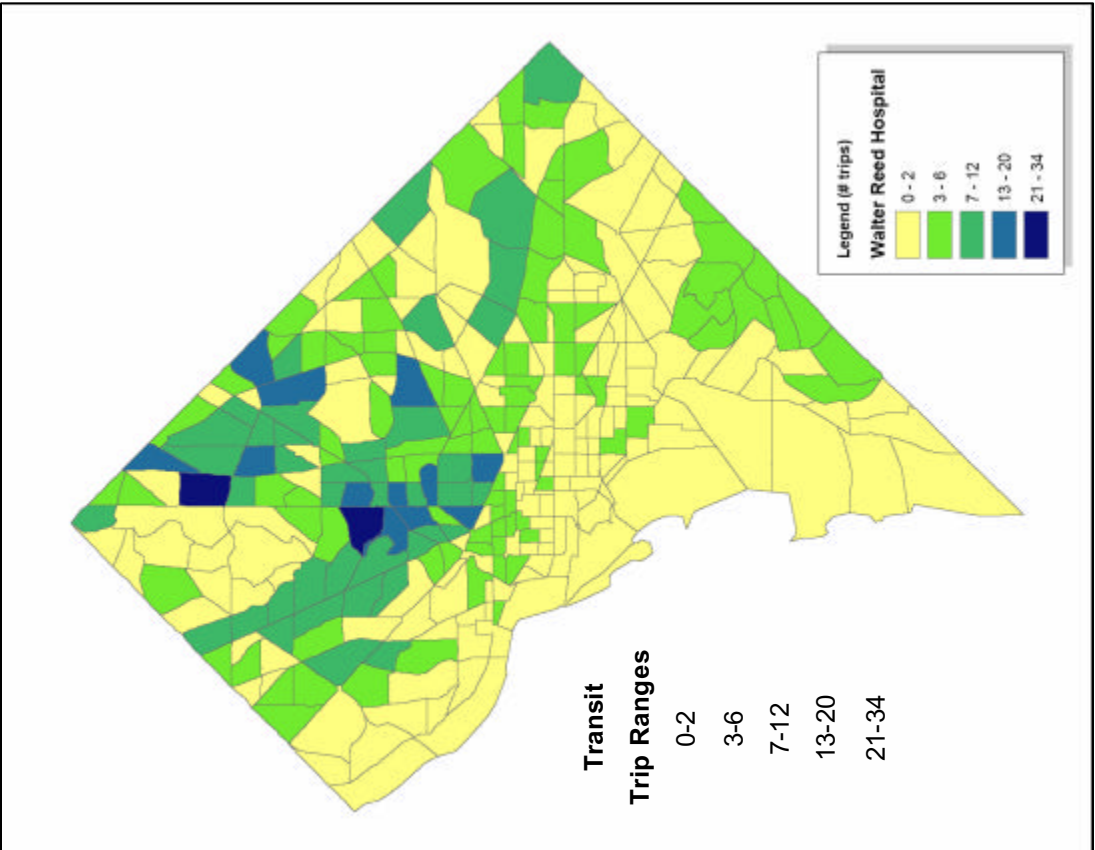 Transit
Trip Ranges
0-2
3-6
7-12
13-20
21-34
Legend (# trips)
Walter Reed Hospital
0 - 2
3 - 6
7 - 12
13 - 20
21 - 34